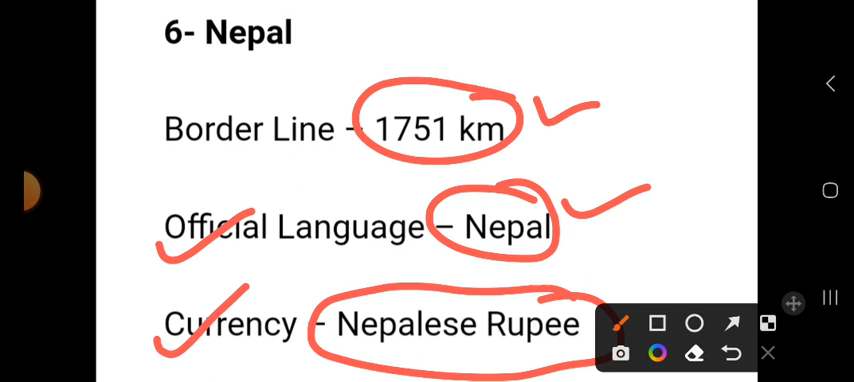 6- Nepal
Border Line – 1751 km
Official Language – Nepal
Currency – Nepalese Rupee